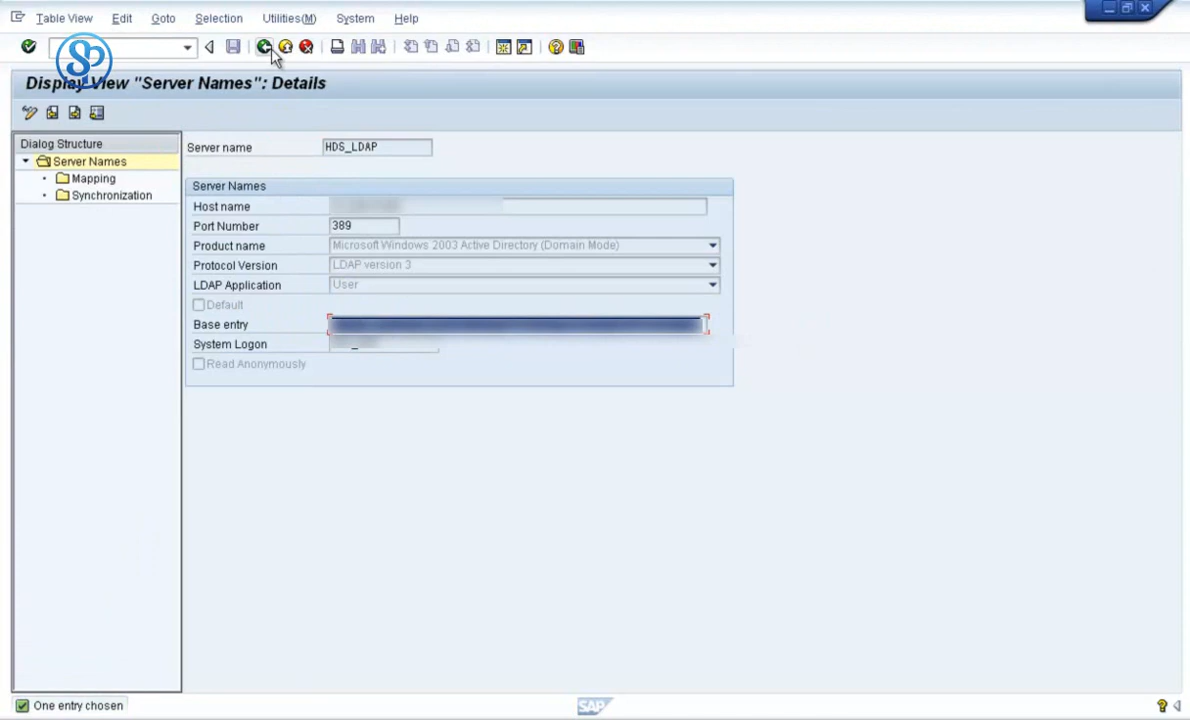 Table View Edit Goto Selection Utilities(M) System Help
SP
Display View "Server Names": Details
Dialog Structure
Server Names
Mapping
Synchronization
Server name HDS_LDAP
Server Names
Host name
Port Number 389
Product name Microsoft Windows 2003 Active Directory (Domain Mode)
Protocol Version LDAP version 3
LDAP Application User
Default
Base entry
System Logon
Read Anonymously
One entry chosen
SAP